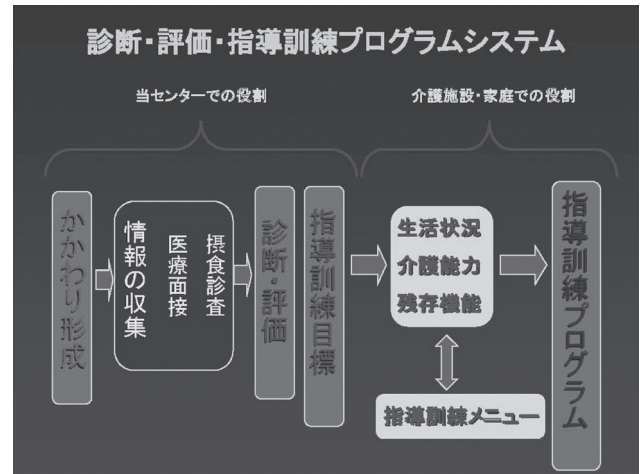 診断・評価・指導訓練プログラムシステム
当センターでの役割
介護施設・家庭での役割
かかわり形成
情報の収集
医療面接
摂食診査
診断・評価
指導訓練目標
生活状況
介護能力
残存機能
指導訓練メニュー
指導訓練プログラム